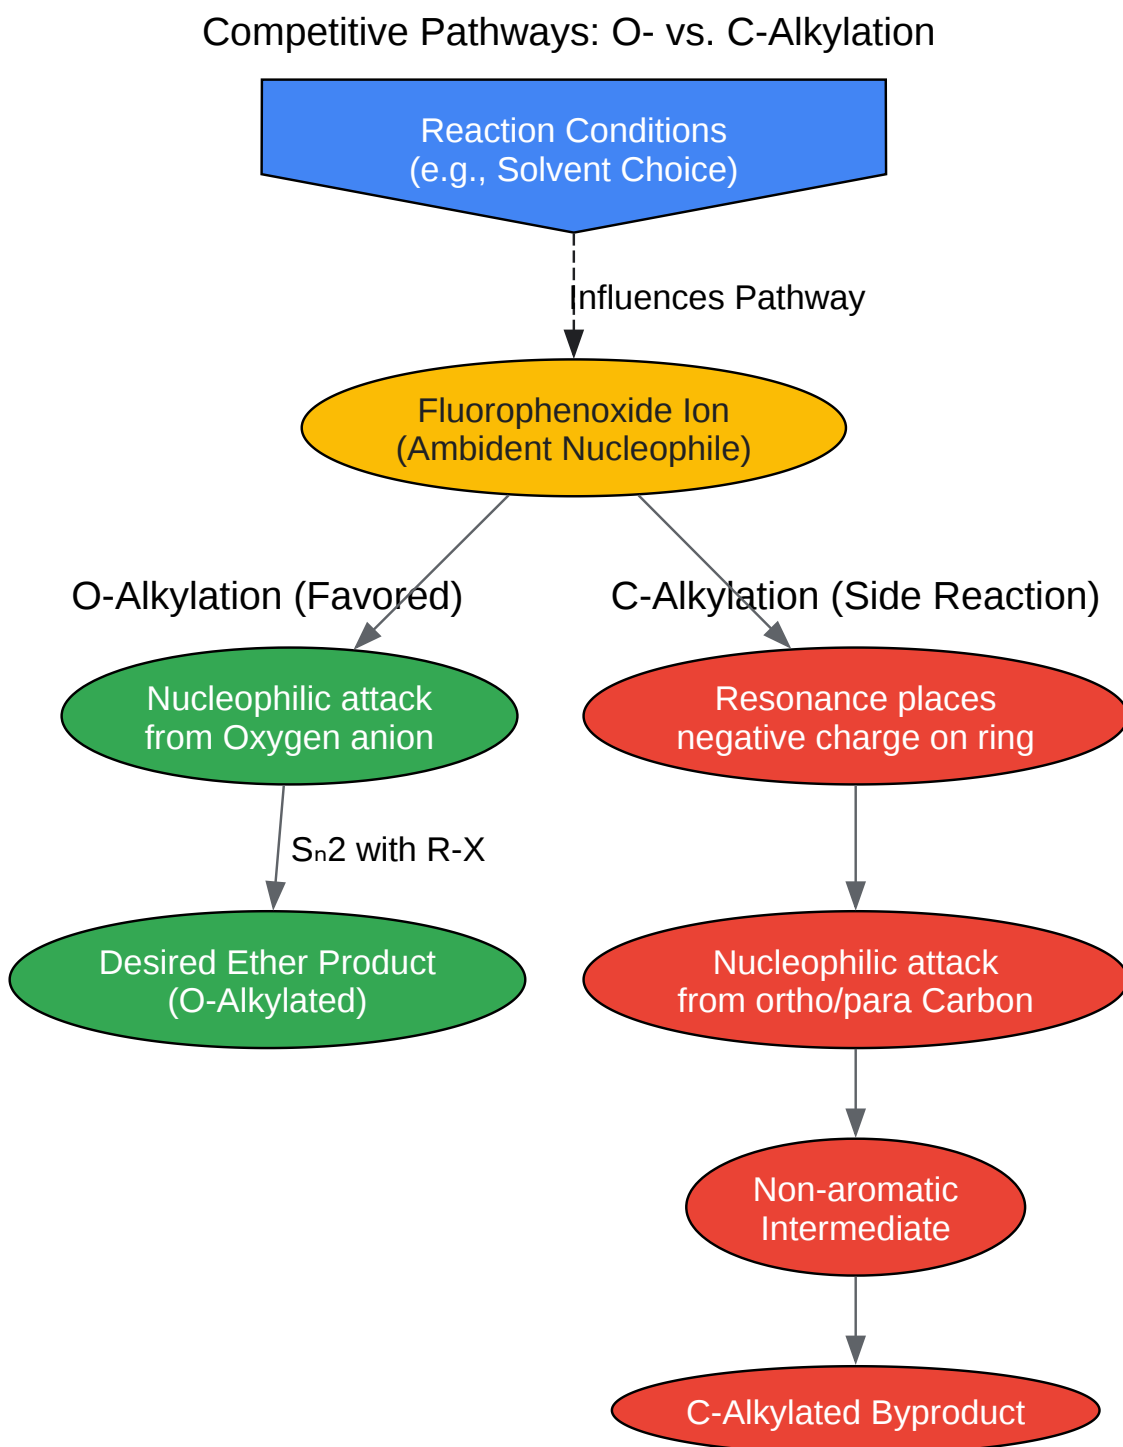 Competitive Pathways: O- vs. C-Alkylation
Reaction Conditions
(e.g., Solvent Choice)
Influences Pathway
Fluorophenoxide Ion
(Ambident Nucleophile)
O-Alkylation (Favored)
C-Alkylation (Side Reaction)
Nucleophilic attack
from Oxygen anion
Resonance places
negative charge on ring
Sₙ2 with R-X
Desired Ether Product
(O-Alkylated)
Nucleophilic attack
from ortho/para Carbon
Non-aromatic
Intermediate
C-Alkylated Byproduct